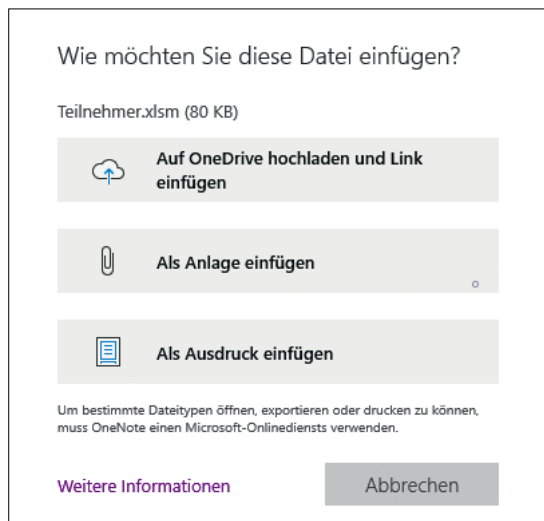 Wie möchten Sie diese Datei einfügen?
Teilnehmer.xlsm (80 KB)
Auf OneDrive hochladen und Link
einfügen
Als Anlage einfügen
Als Ausdruck einfügen
Um bestimmte Dateitypen öffnen, exportieren oder drucken zu können,
muss OneNote einen Microsoft-Onlinediensts verwenden.
Weitere Informationen
Abbrechen